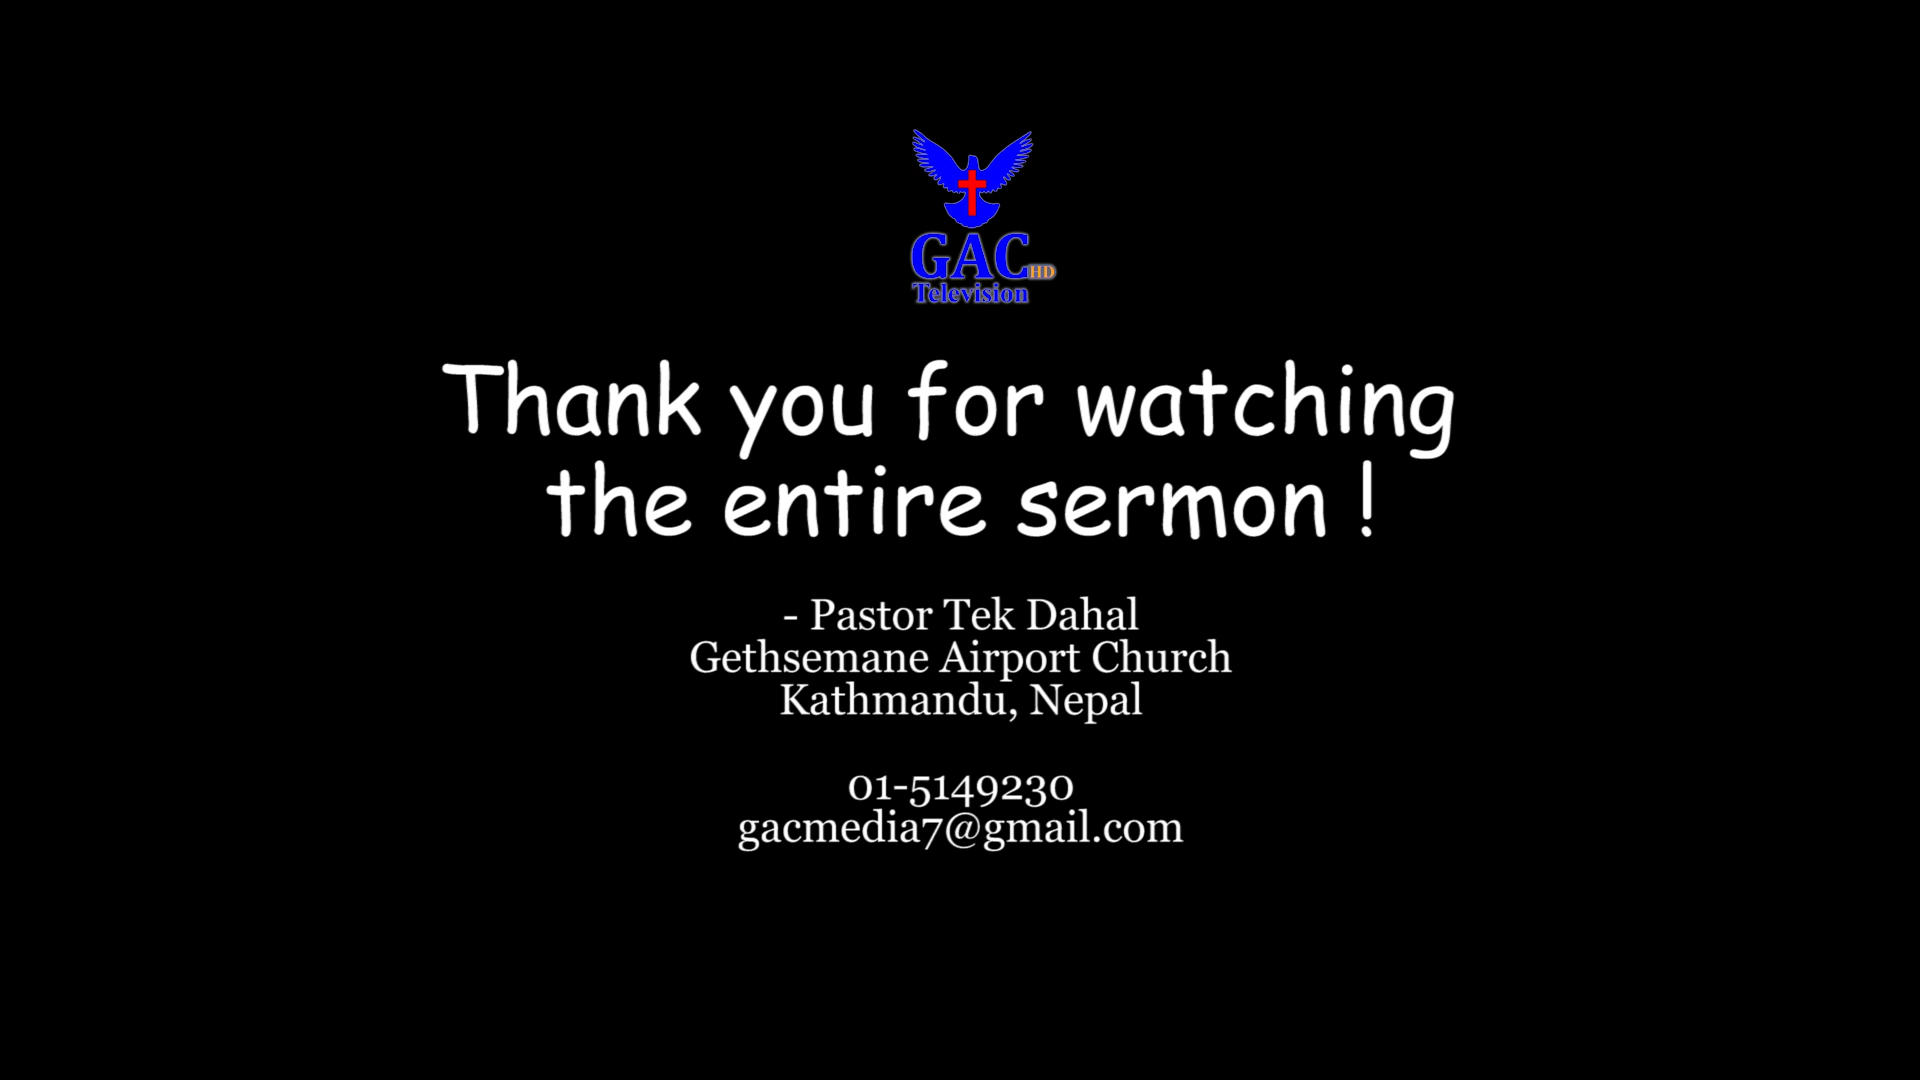 GAC HD
Television
Thank you for watching
the entire sermon !
- Pastor Tek Dahal
Gethsemane Airport Church
Kathmandu, Nepal
01-5149230
gacmedia7@gmail.com